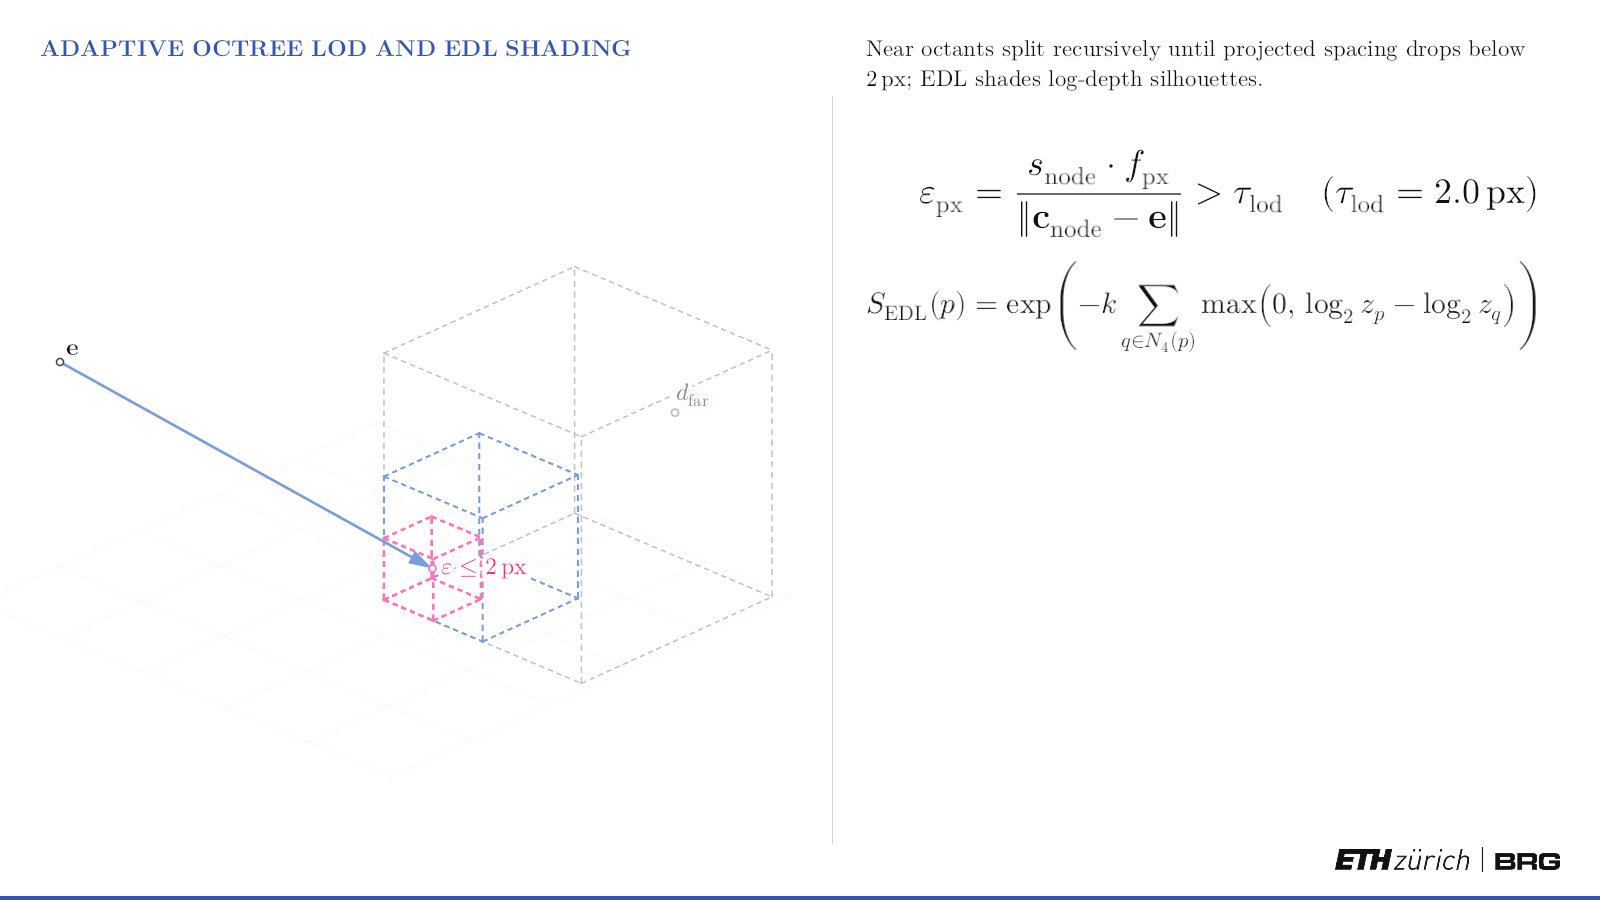 ADAPTIVE OCTREE LOD AND EDL SHADING
Near octants split recursively until projected spacing drops below
2 px; EDL shades log-depth silhouettes.
ε_px = (s_node · f_px) / ‖c_node − e‖ > τ_lod (τ_lod = 2.0 px)
S_EDL(p) = exp(−k ∑_{q∈N_4(p)} max(0, log_2 z_p − log_2 z_q))
e
d_far
ε ≤ 2 px
ETH zürich | BRG